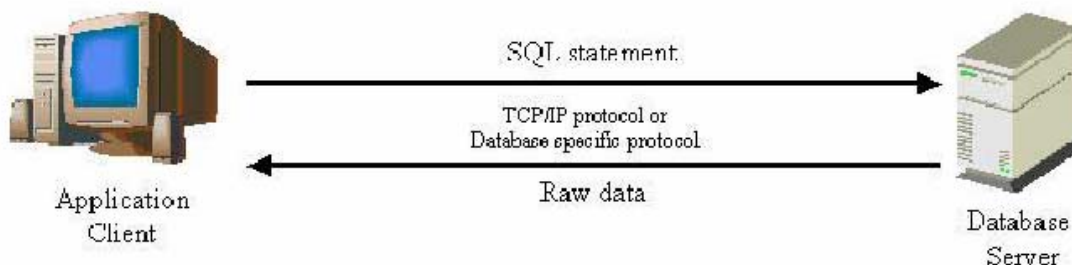 SQL statement
TCP/IP protocol or
Database specific protocol
Raw data
Application
Client
Database
Server